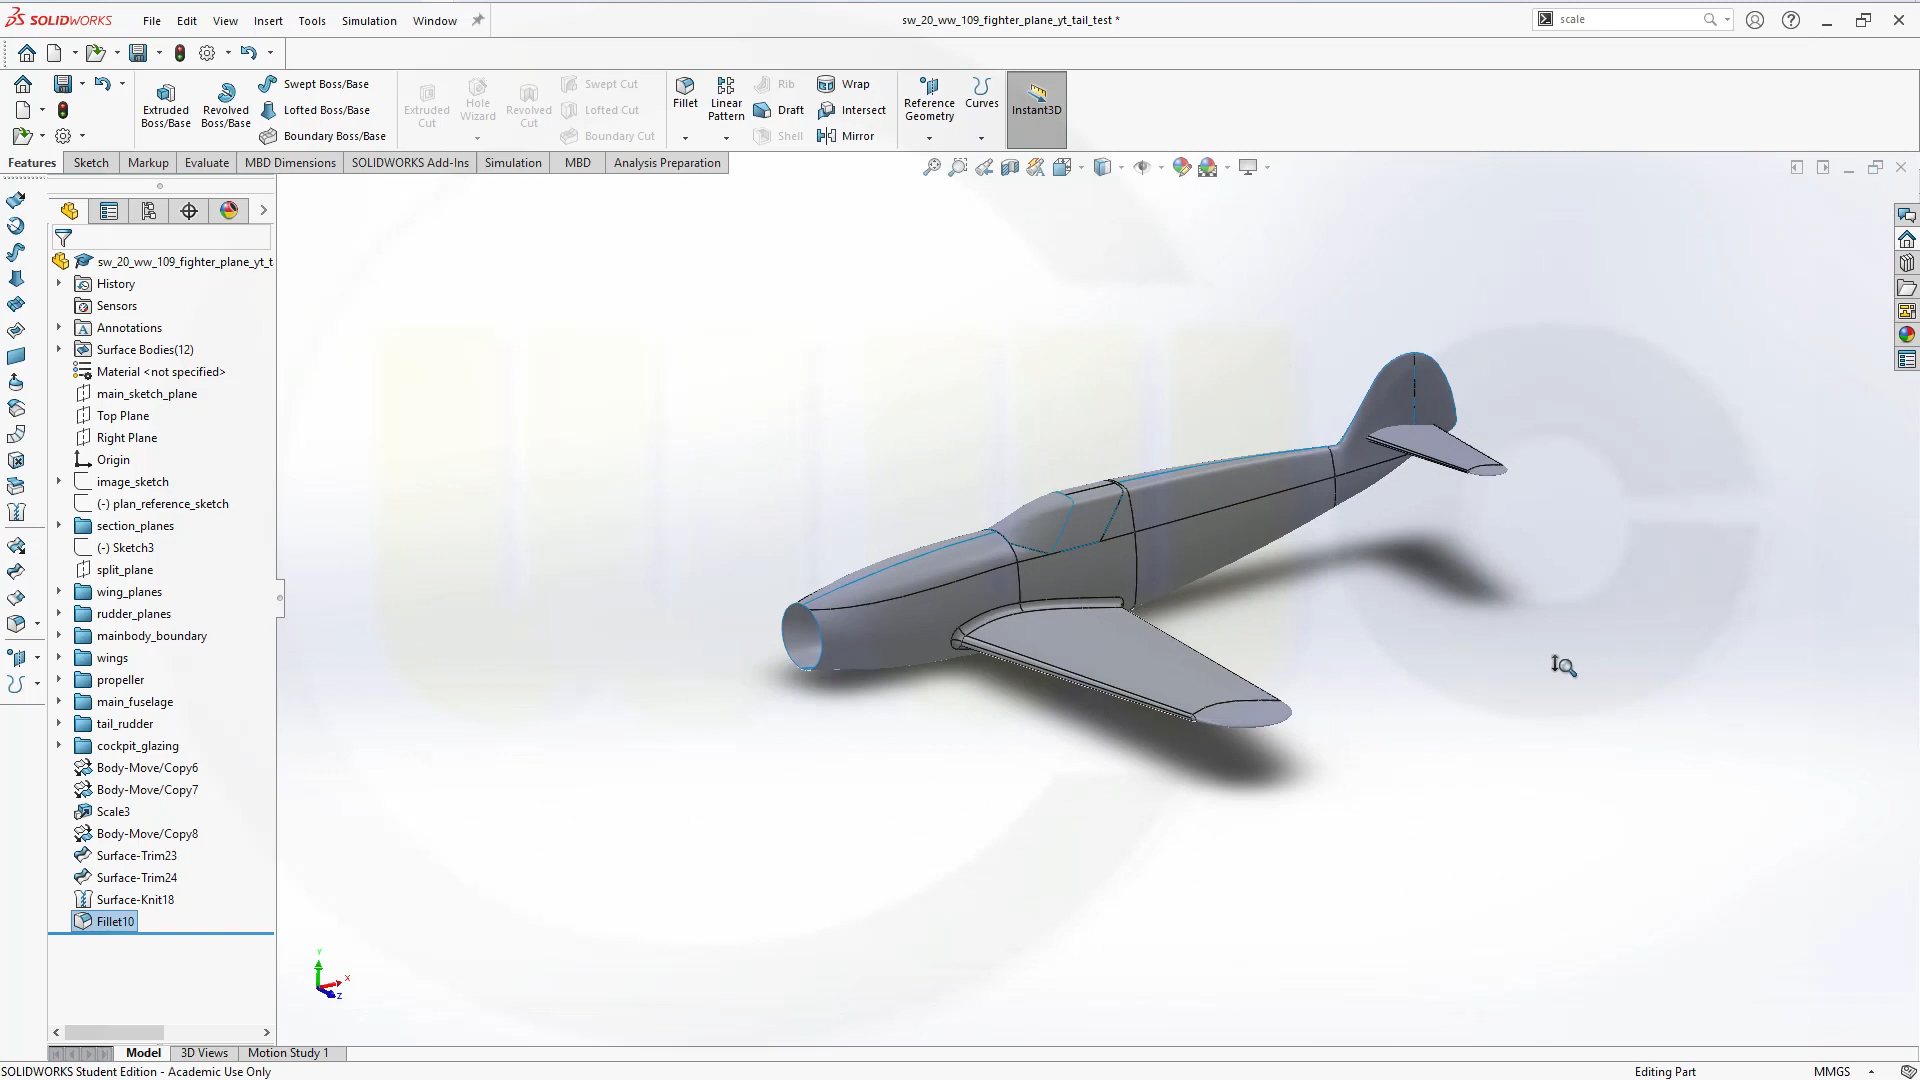 SOLIDWORKS
File Edit View Insert Tools Simulation Window
sw_20_ww_109_fighter_plane_yt_tail_test *
scale
Extruded Boss/Base
Revolved Boss/Base
Swept Boss/Base
Lofted Boss/Base
Boundary Boss/Base
Extruded Cut
Hole Wizard
Revolved Cut
Swept Cut
Lofted Cut
Boundary Cut
Fillet
Linear Pattern
Rib
Draft
Shell
Wrap
Intersect
Mirror
Reference Geometry
Curves
Instant3D
Features Sketch Markup Evaluate MBD Dimensions SOLIDWORKS Add-Ins Simulation MBD Analysis Preparation
sw_20_ww_109_fighter_plane_yt_t
History
Sensors
Annotations
Surface Bodies(12)
Material <not specified>
main_sketch_plane
Top Plane
Right Plane
Origin
image_sketch
(-) plan_reference_sketch
section_planes
(-) Sketch3
split_plane
wing_planes
rudder_planes
mainbody_boundary
wings
propeller
main_fuselage
tail_rudder
cockpit_glazing
Body-Move/Copy6
Body-Move/Copy7
Scale3
Body-Move/Copy8
Surface-Trim23
Surface-Trim24
Surface-Knit18
Fillet10
Y
X
Z
Model 3D Views Motion Study 1
SOLIDWORKS Student Edition - Academic Use Only
Editing Part
MMGS